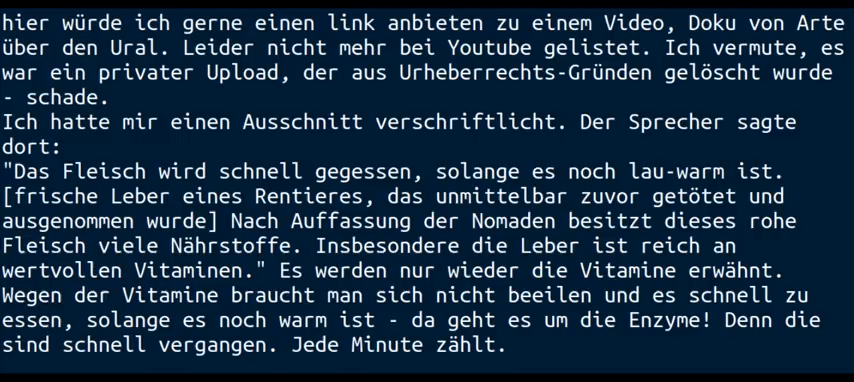 hier würde ich gerne einen link anbieten zu einem Video, Doku von Arte
über den Ural. Leider nicht mehr bei Youtube gelistet. Ich vermute, es
war ein privater Upload, der aus Urheberrechts-Gründen gelöscht wurde
- schade.
Ich hatte mir einen Ausschnitt verschriftlicht. Der Sprecher sagte
dort:
"Das Fleisch wird schnell gegessen, solange es noch lau-warm ist.
[frische Leber eines Rentieres, das unmittelbar zuvor getötet und
ausgenommen wurde] Nach Auffassung der Nomaden besitzt dieses rohe
Fleisch viele Nährstoffe. Insbesondere die Leber ist reich an
wertvollen Vitaminen." Es werden nur wieder die Vitamine erwähnt.
Wegen der Vitamine braucht man sich nicht beeilen und es schnell zu
essen, solange es noch warm ist - da geht es um die Enzyme! Denn die
sind schnell vergangen. Jede Minute zählt.